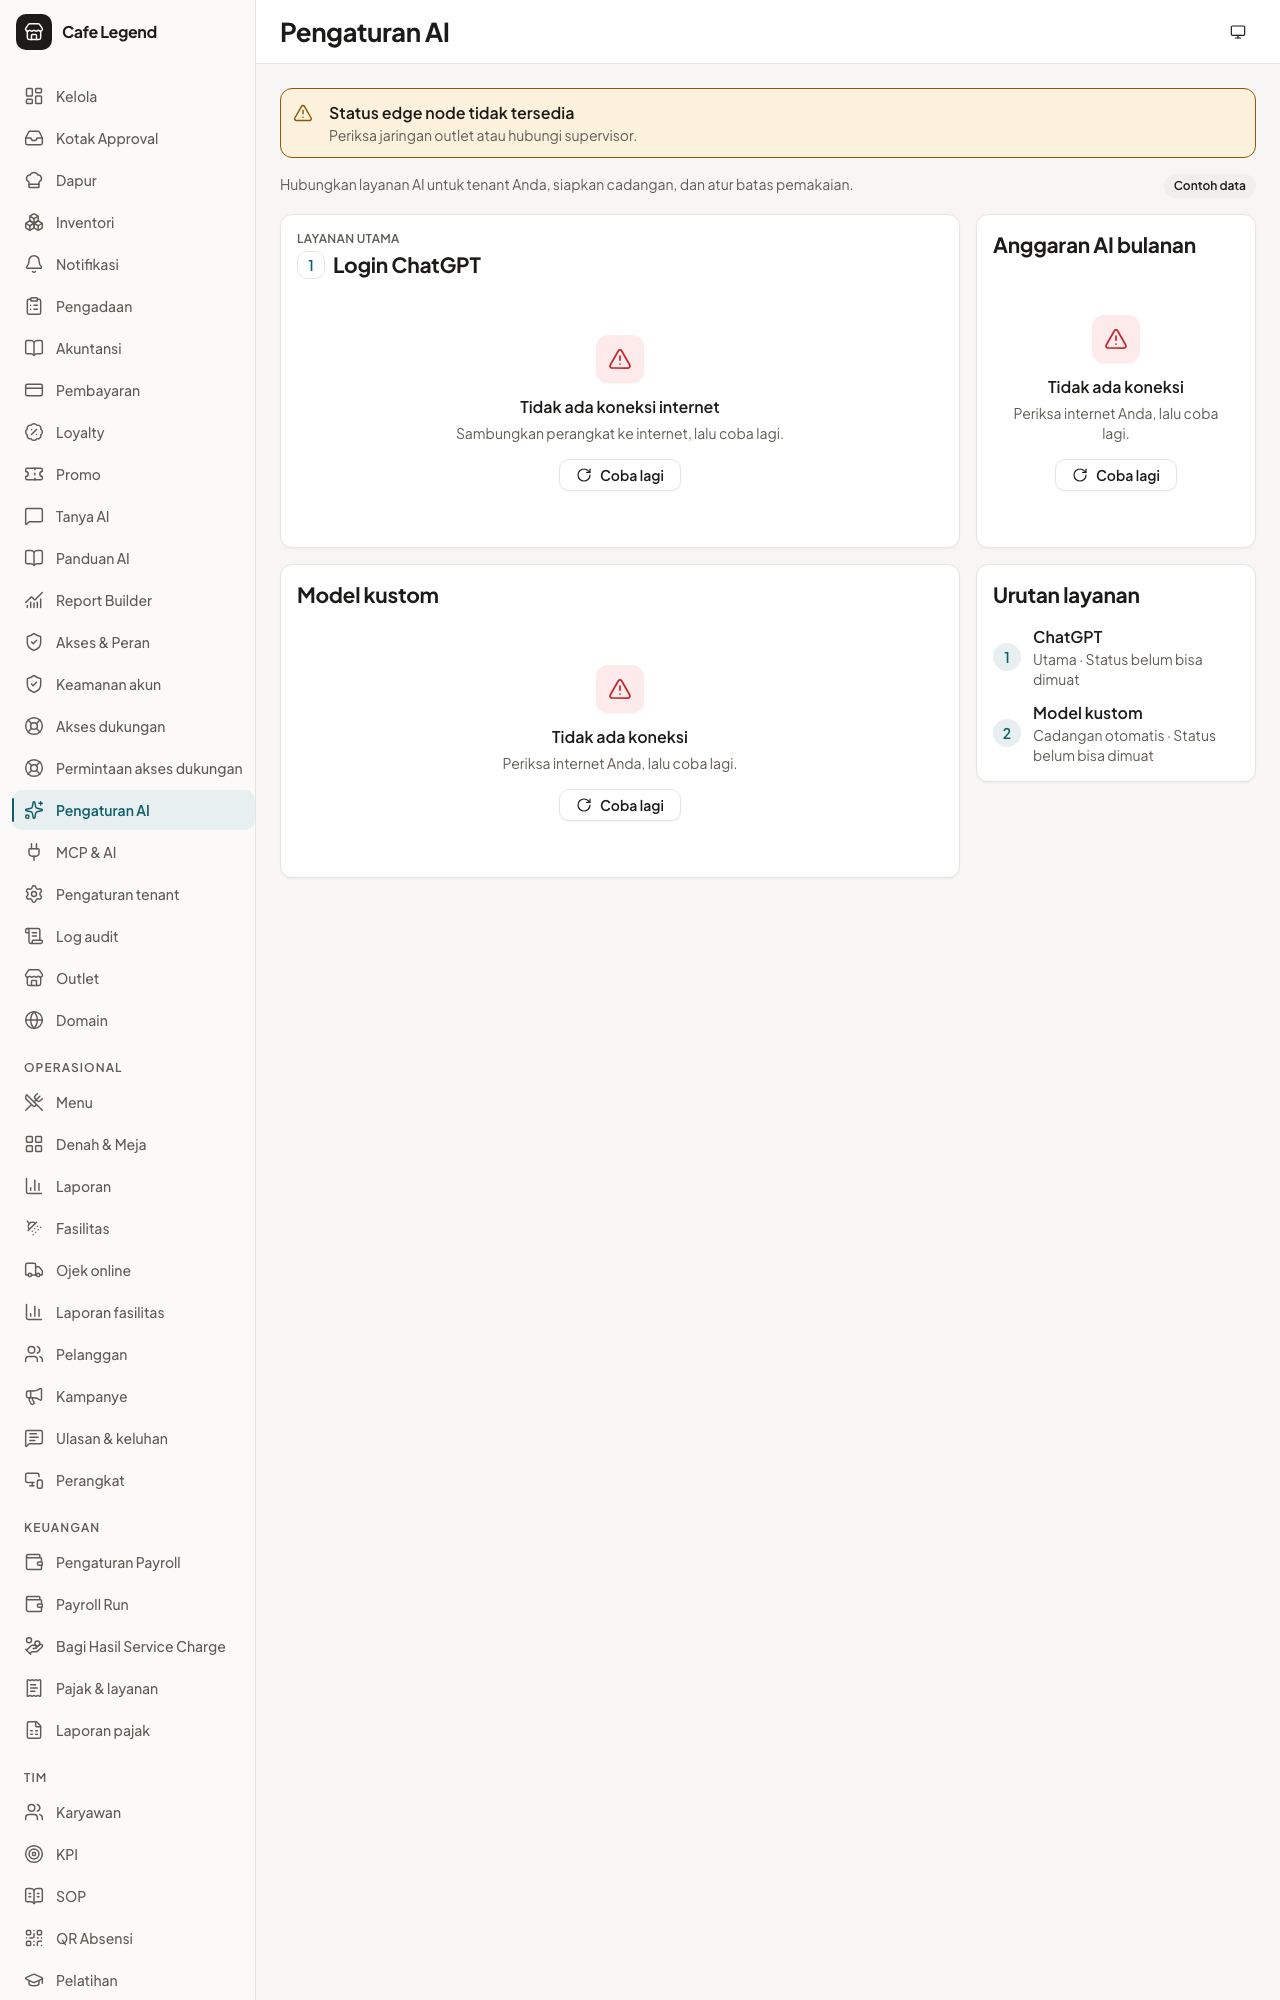 Cafe Legend
Kelola
Kotak Approval
Dapur
Inventori
Notifikasi
Pengadaan
Akuntansi
Pembayaran
Loyalty
Promo
Tanya AI
Panduan AI
Report Builder
Akses & Peran
Keamanan akun
Akses dukungan
Permintaan akses dukungan
Pengaturan AI
MCP & AI
Pengaturan tenant
Log audit
Outlet
Domain
OPERASIONAL
Menu
Denah & Meja
Laporan
Fasilitas
Ojek online
Laporan fasilitas
Pelanggan
Kampanye
Ulasan & keluhan
Perangkat
KEUANGAN
Pengaturan Payroll
Payroll Run
Bagi Hasil Service Charge
Pajak & layanan
Laporan pajak
TIM
Karyawan
KPI
SOP
QR Absensi
Pelatihan
Pengaturan AI
Status edge node tidak tersedia
Periksa jaringan outlet atau hubungi supervisor.
Hubungkan layanan AI untuk tenant Anda, siapkan cadangan, dan atur batas pemakaian.
Contoh data
LAYANAN UTAMA
1 Login ChatGPT
Tidak ada koneksi internet
Sambungkan perangkat ke internet, lalu coba lagi.
Coba lagi
Anggaran AI bulanan
Tidak ada koneksi
Periksa internet Anda, lalu coba
lagi.
Coba lagi
Model kustom
Tidak ada koneksi
Periksa internet Anda, lalu coba lagi.
Coba lagi
Urutan layanan
1
ChatGPT
Utama · Status belum bisa
dimuat
2
Model kustom
Cadangan otomatis · Status
belum bisa dimuat